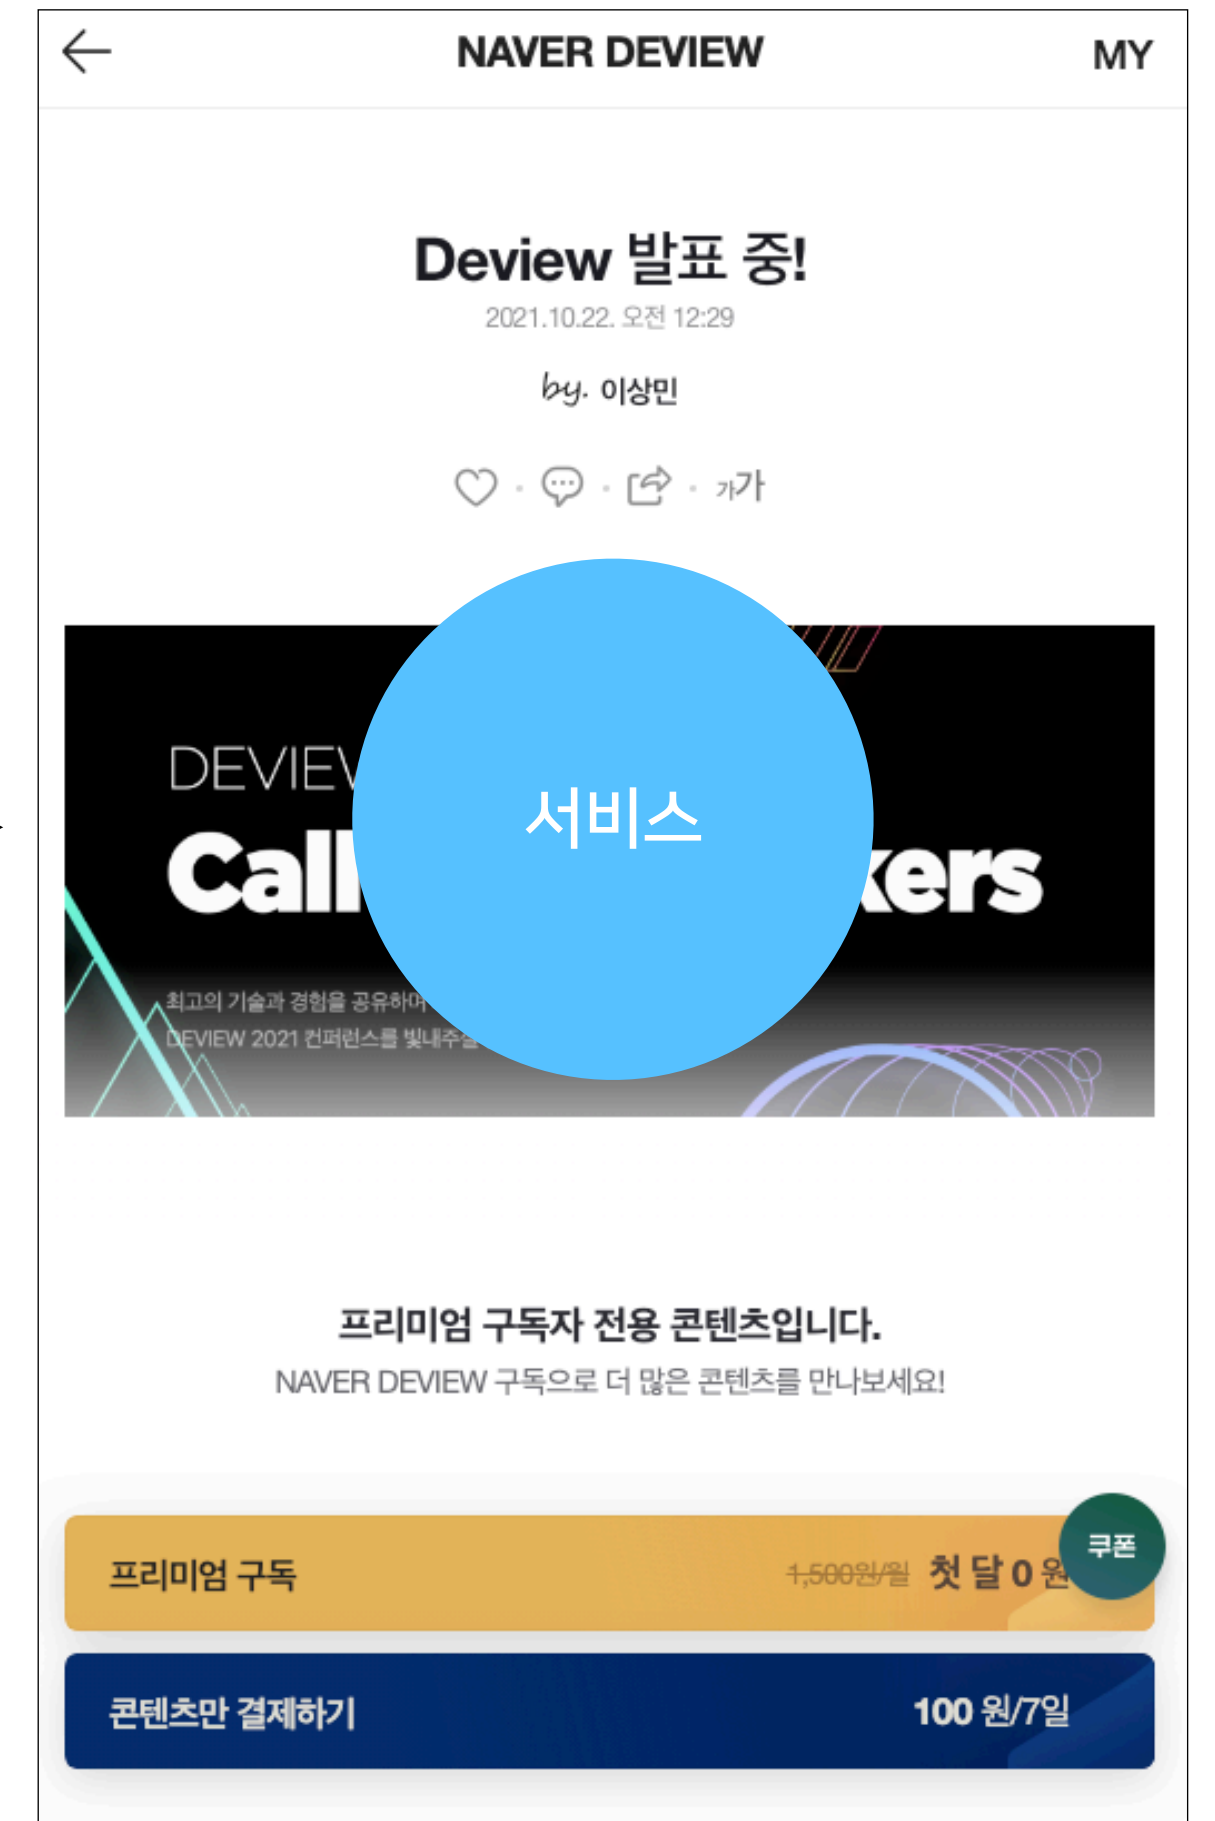 NAVER DEVIEW
MY
Deview 발표 중!
2021.10.22. 오전 12:29
by. 이상민
가가
DEVIEW
서비스
Call
kers
최고의 기술과 경험을 공유하며
DEVIEW 2021 컨퍼런스를 빛내주실
프리미엄 구독자 전용 콘텐츠입니다.
NAVER DEVIEW 구독으로 더 많은 콘텐츠를 만나보세요!
쿠폰
프리미엄 구독 1,500원/월 첫 달 0 원
콘텐츠만 결제하기 100 원/7일